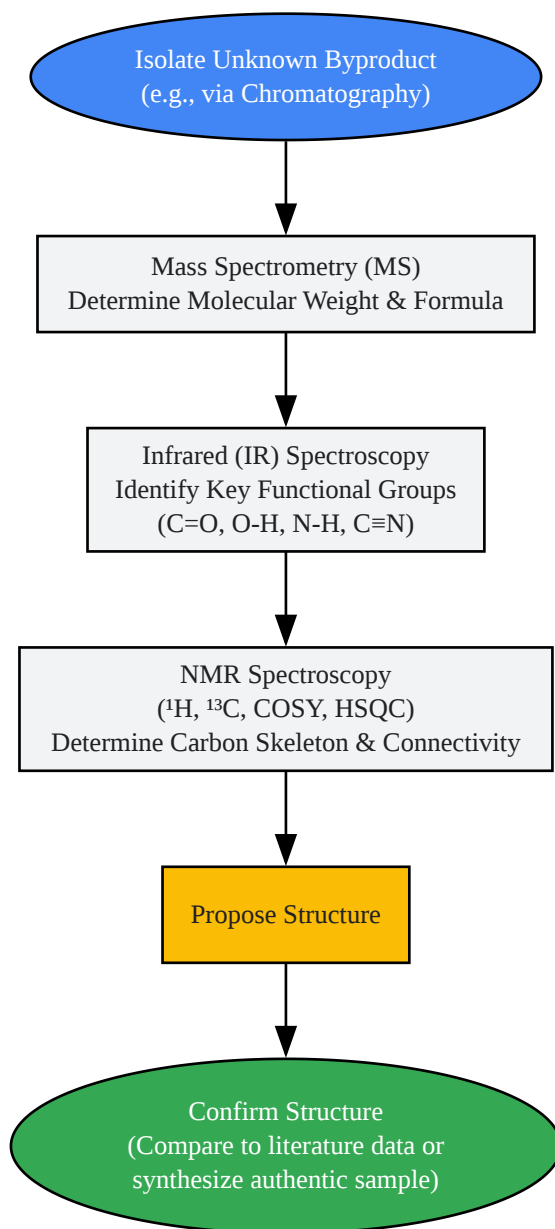 Isolate Unknown Byproduct
(e.g., via Chromatography)
Mass Spectrometry (MS)
Determine Molecular Weight & Formula
Infrared (IR) Spectroscopy
Identify Key Functional Groups
(C=O, O-H, N-H, C≡N)
NMR Spectroscopy
(¹H, ¹³C, COSY, HSQC)
Determine Carbon Skeleton & Connectivity
Propose Structure
Confirm Structure
(Compare to literature data or
synthesize authentic sample)